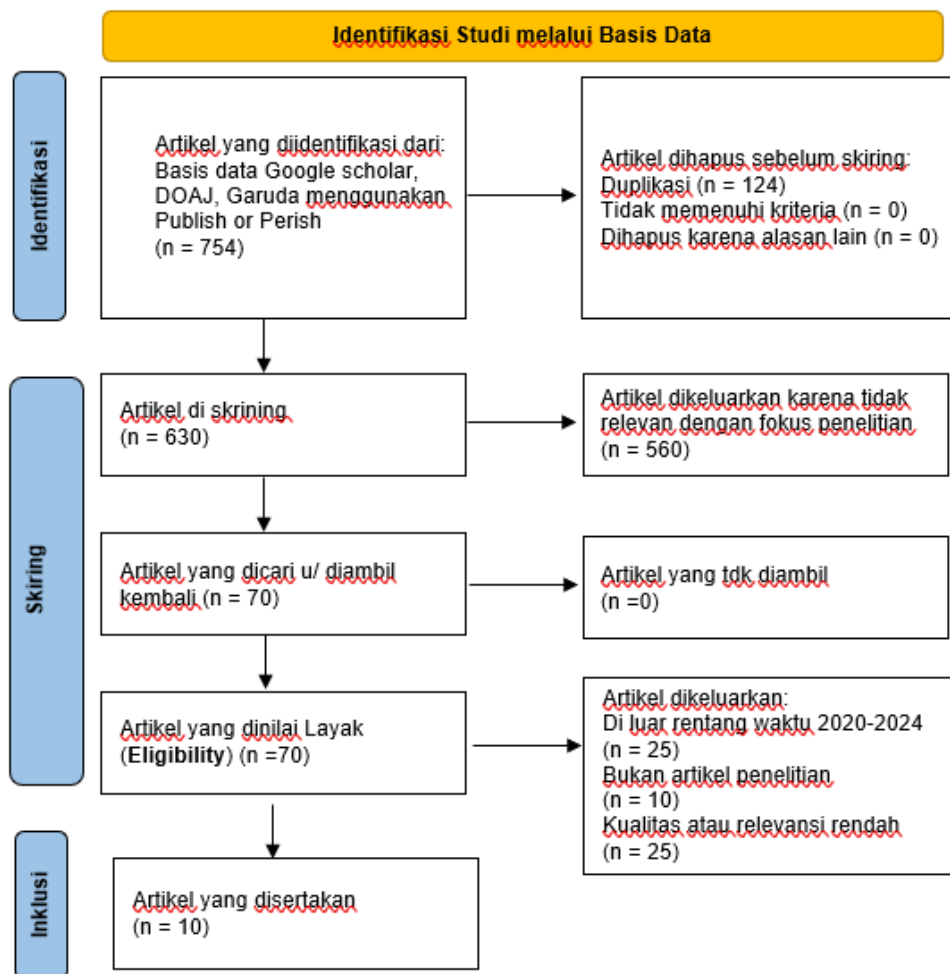 Identifikasi Studi melalui Basis Data
Identifikasi
Artikel yang diidentifikasi dari:
Basis data Google scholar,
DOAJ, Garuda menggunakan
Publish or Perish
(n = 754)
Artikel dihapus sebelum skiring:
Duplikasi (n = 124)
Tidak memenuhi kriteria (n = 0)
Dihapus karena alasan lain (n = 0)
Skiring
Artikel di skrining
(n = 630)
Artikel dikeluarkan karena tidak
relevan dengan fokus penelitian
(n = 560)
Artikel yang dicari u/ diambil
kembali (n = 70)
Artikel yang tdk diambil
(n =0)
Artikel yang dinilai Layak
(Eligibility) (n =70)
Artikel dikeluarkan:
Di luar rentang waktu 2020-2024
(n = 25)
Bukan artikel penelitian
(n = 10)
Kualitas atau relevansi rendah
(n = 25)
Inklusi
Artikel yang disertakan
(n = 10)